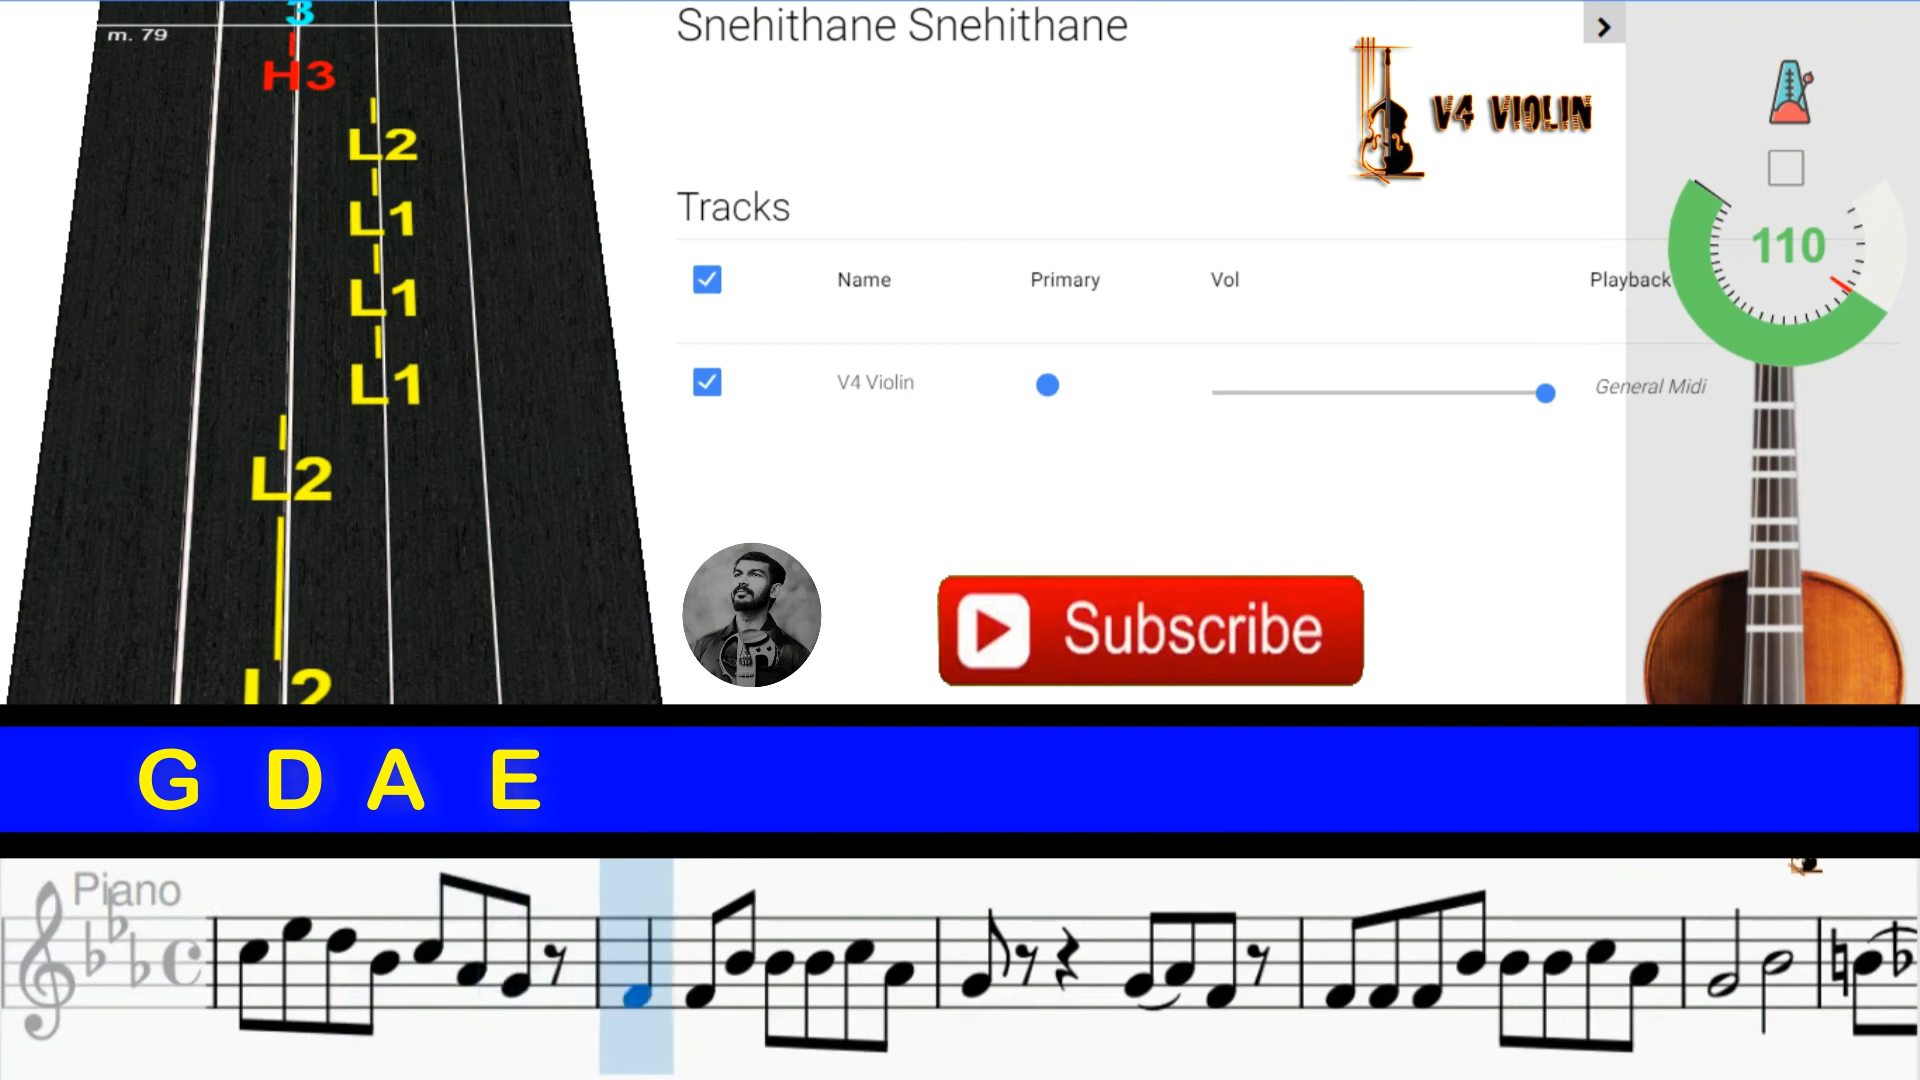 3
m. 79
H3
L2
L1
L1
L1
L2
L2
Snehithane Snehithane
V4 VIOLIN
Tracks
Name Primary Vol Playback
V4 Violin General Midi
110
Subscribe
G D A E
Piano